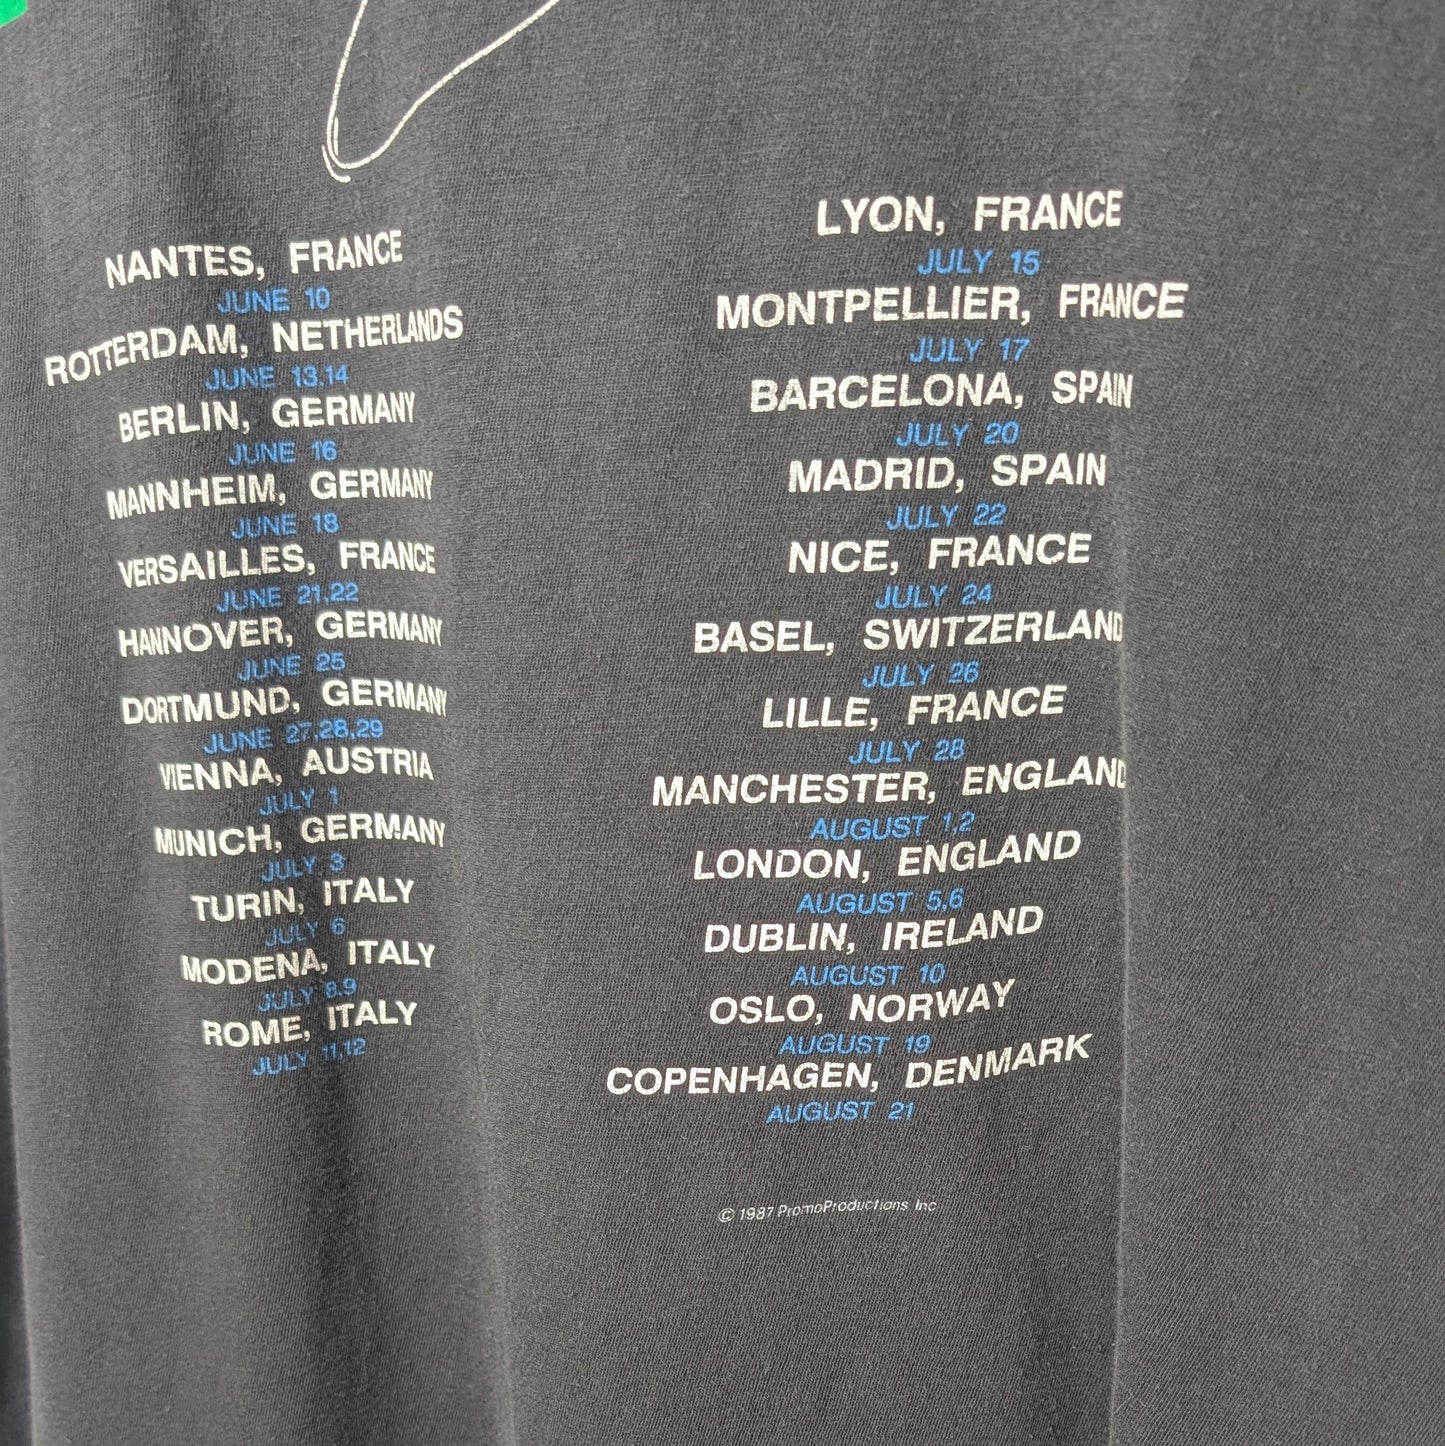 NANTES, FRANCE
JUNE 10
ROTTERDAM, NETHERLANDS
JUNE 13,14
BERLIN, GERMANY
JUNE 16
MANNHEIM, GERMANY
JUNE 18
VERSAILLES, FRANCE
JUNE 21,22
HANNOVER, GERMANY
JUNE 25
DORTMUND, GERMANY
JUNE 27,28,29
VIENNA, AUSTRIA
JULY 1
MUNICH, GERMANY
JULY 3
TURIN, ITALY
JULY 6
MODENA, ITALY
JULY 8,9
ROME, ITALY
JULY 11,12
LYON, FRANCE
JULY 15
MONTPELLIER, FRANCE
JULY 17
BARCELONA, SPAIN
JULY 20
MADRID, SPAIN
JULY 22
NICE, FRANCE
JULY 24
BASEL, SWITZERLAND
JULY 26
LILLE, FRANCE
JULY 28
MANCHESTER, ENGLAND
AUGUST 1,2
LONDON, ENGLAND
AUGUST 5,6
DUBLIN, IRELAND
AUGUST 10
OSLO, NORWAY
AUGUST 19
COPENHAGEN, DENMARK
AUGUST 21
© 1987 PromoProductions Inc